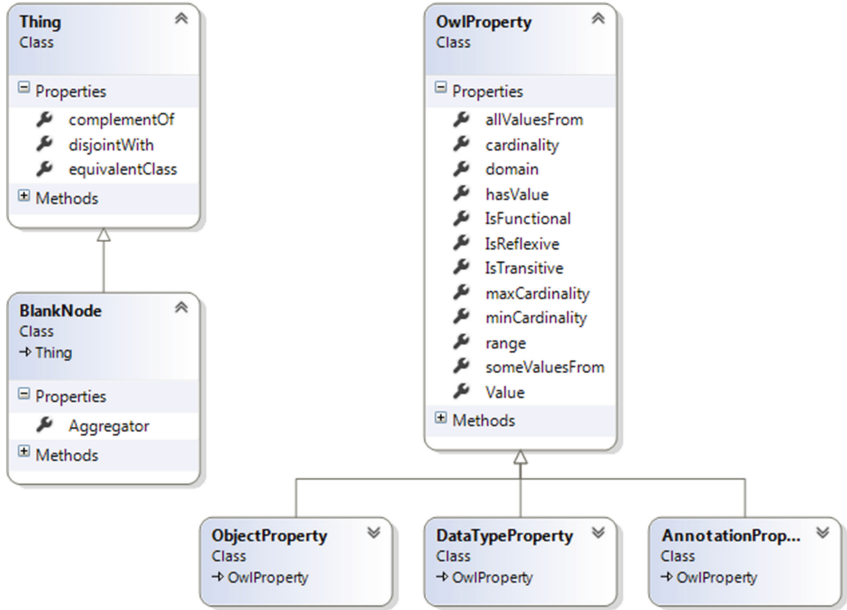 Thing
Class
Properties
complementOf
disjointWith
equivalentClass
Methods
BlankNode
Class
Thing
Properties
Aggregator
Methods
OwlProperty
Class
Properties
allValuesFrom
cardinality
domain
hasValue
IsFunctional
IsReflexive
IsTransitive
maxCardinality
minCardinality
range
someValuesFrom
Value
Methods
ObjectProperty
Class
OwlProperty
DataTypeProperty
Class
OwlProperty
AnnotationProp...
Class
OwlProperty